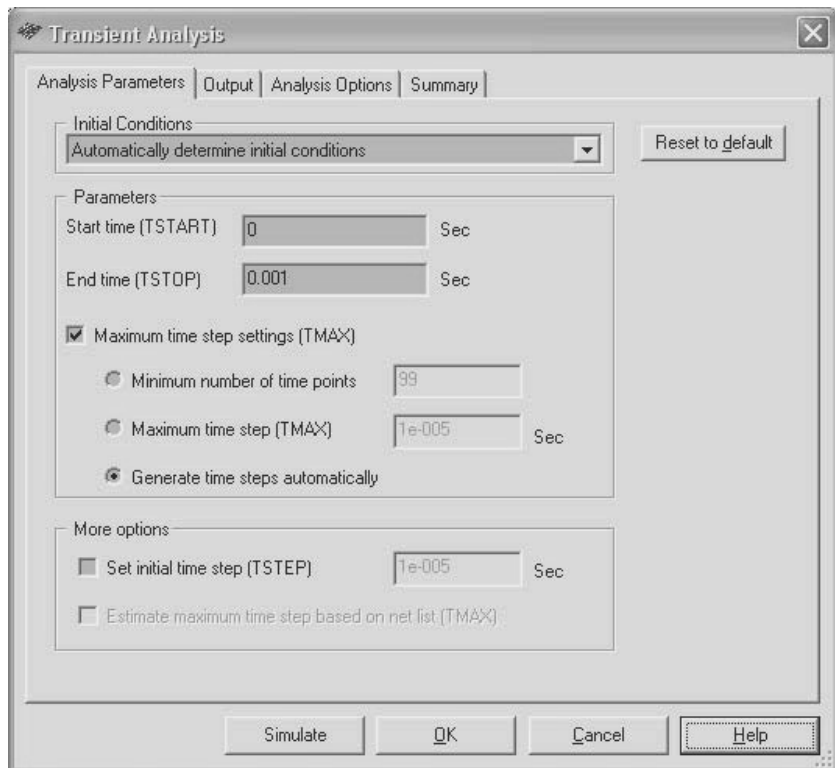 Transient Analysis
Analysis Parameters Output Analysis Options Summary
Initial Conditions
Automatically determine initial conditions
Reset to default
Parameters
Start time (TSTART) 0 Sec
End time (TSTOP) 0.001 Sec
Maximum time step settings (TMAX)
Minimum number of time points 99
Maximum time step (TMAX) 1e-005 Sec
Generate time steps automatically
More options
Set initial time step (TSTEP) 1e-005 Sec
Estimate maximum time step based on net list (TMAX)
Simulate OK Cancel Help